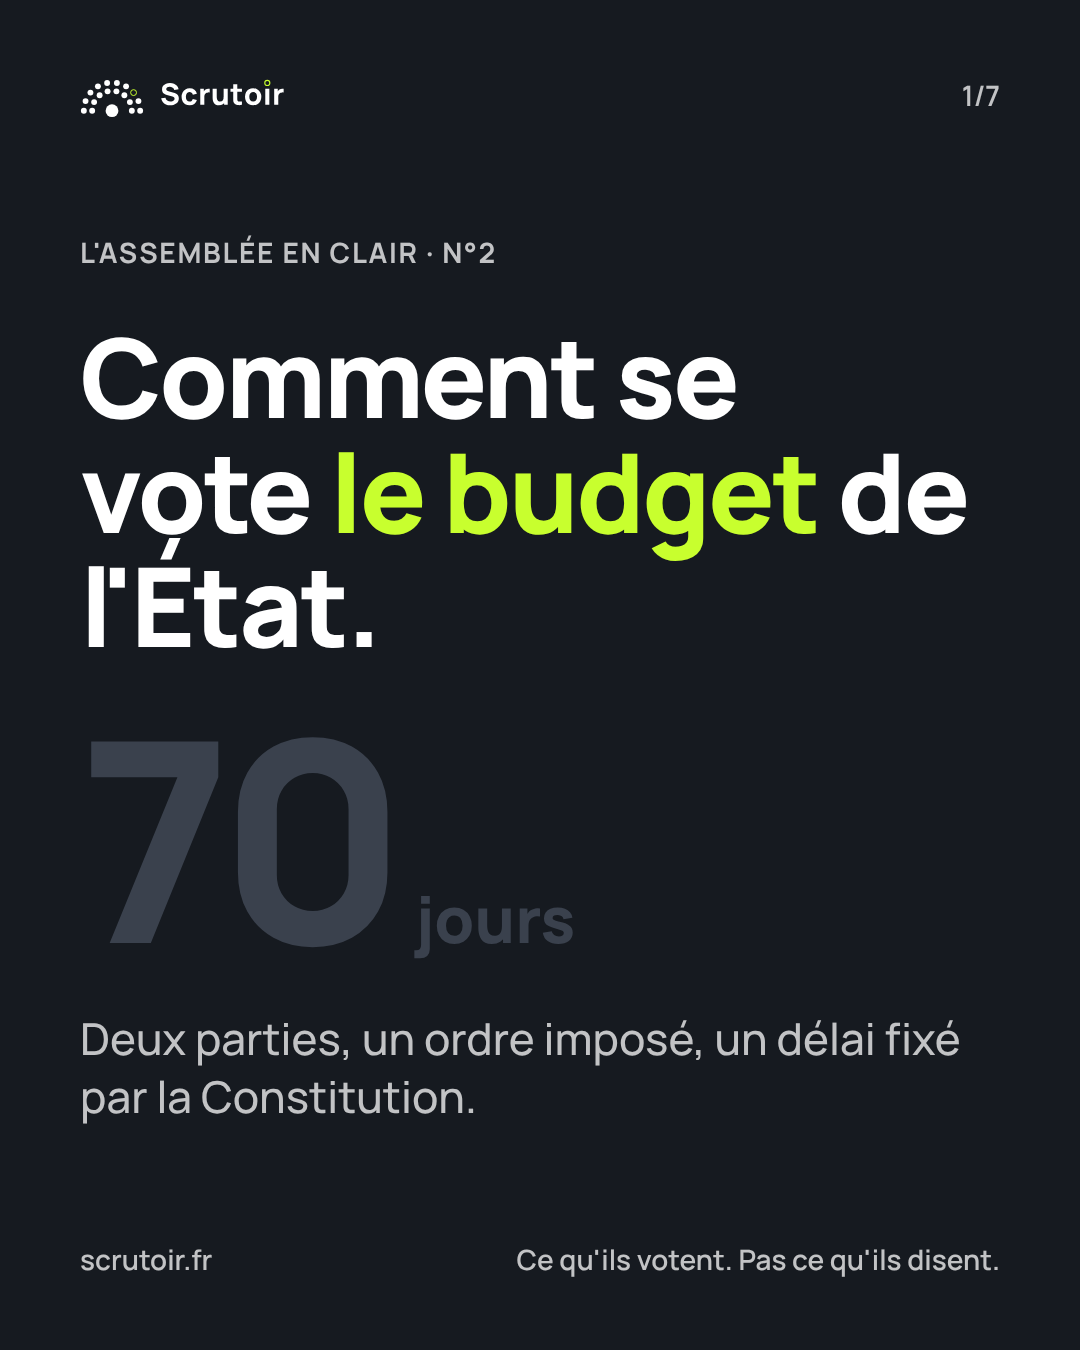 Scrutoir
1/7
L'ASSEMBLÉE EN CLAIR · N°2
Comment se
vote le budget de
l'État.
70 jours
Deux parties, un ordre imposé, un délai fixé
par la Constitution.
scrutoir.fr
Ce qu'ils votent. Pas ce qu'ils disent.